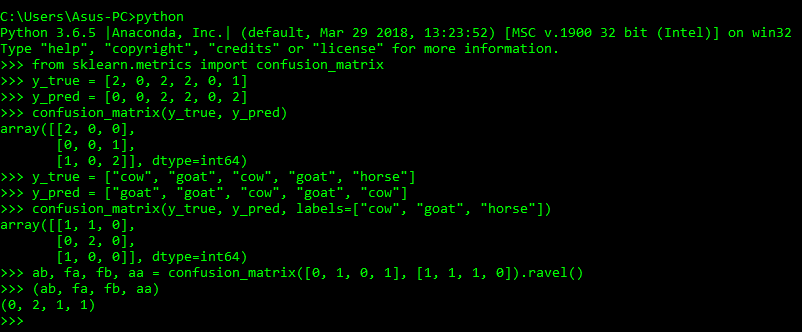 C:\Users\Asus-PC>python
Python 3.6.5 |Anaconda, Inc.| (default, Mar 29 2018, 13:23:52) [MSC v.1900 32 bit (Intel)] on win32
Type "help", "copyright", "credits" or "license" for more information.
>>> from sklearn.metrics import confusion_matrix
>>> y_true = [2, 0, 2, 2, 0, 1]
>>> y_pred = [0, 0, 2, 2, 0, 2]
>>> confusion_matrix(y_true, y_pred)
array([[2, 0, 0],
       [0, 0, 1],
       [1, 0, 2]], dtype=int64)
>>> y_true = ["cow", "goat", "cow", "goat", "horse"]
>>> y_pred = ["goat", "goat", "cow", "goat", "cow"]
>>> confusion_matrix(y_true, y_pred, labels=["cow", "goat", "horse"])
array([[1, 1, 0],
       [0, 2, 0],
       [1, 0, 0]], dtype=int64)
>>> ab, fa, fb, aa = confusion_matrix([0, 1, 0, 1], [1, 1, 1, 0]).ravel()
>>> (ab, fa, fb, aa)
(0, 2, 1, 1)
>>>